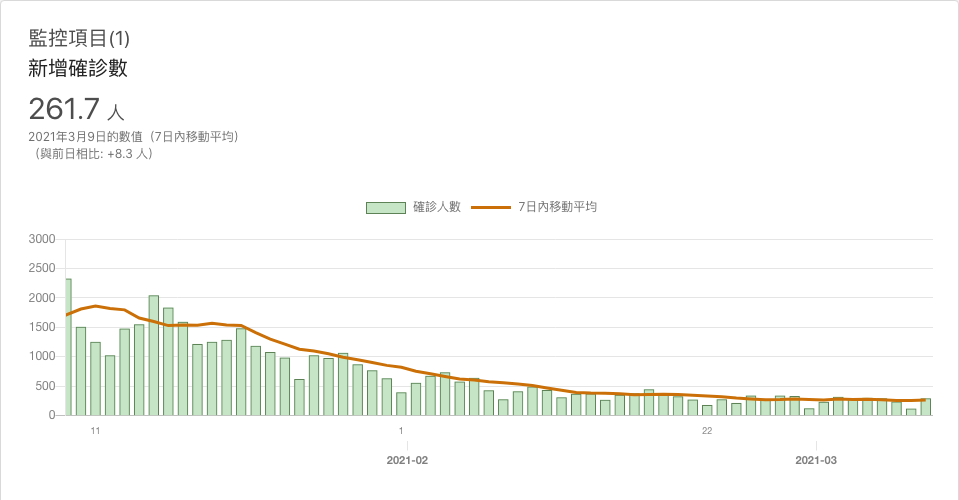 監控項目(1)
新增確診數
261.7 人
2021年3月9日的數值（7日內移動平均）
（與前日相比: +8.3 人）
確診人數 7日內移動平均
3000
2500
2000
1500
1000
500
0
11 1 22
2021-02 2021-03